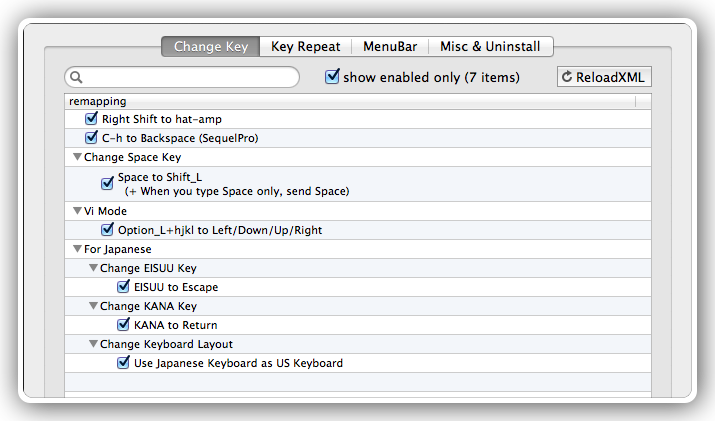 Change Key Key Repeat MenuBar Misc & Uninstall
show enabled only (7 items) ReloadXML
remapping
Right Shift to hat-amp
C-h to Backspace (SequelPro)
Change Space Key
Space to Shift_L
(+ When you type Space only, send Space)
Vi Mode
Option_L+hjkl to Left/Down/Up/Right
For Japanese
Change EISUU Key
EISUU to Escape
Change KANA Key
KANA to Return
Change Keyboard Layout
Use Japanese Keyboard as US Keyboard